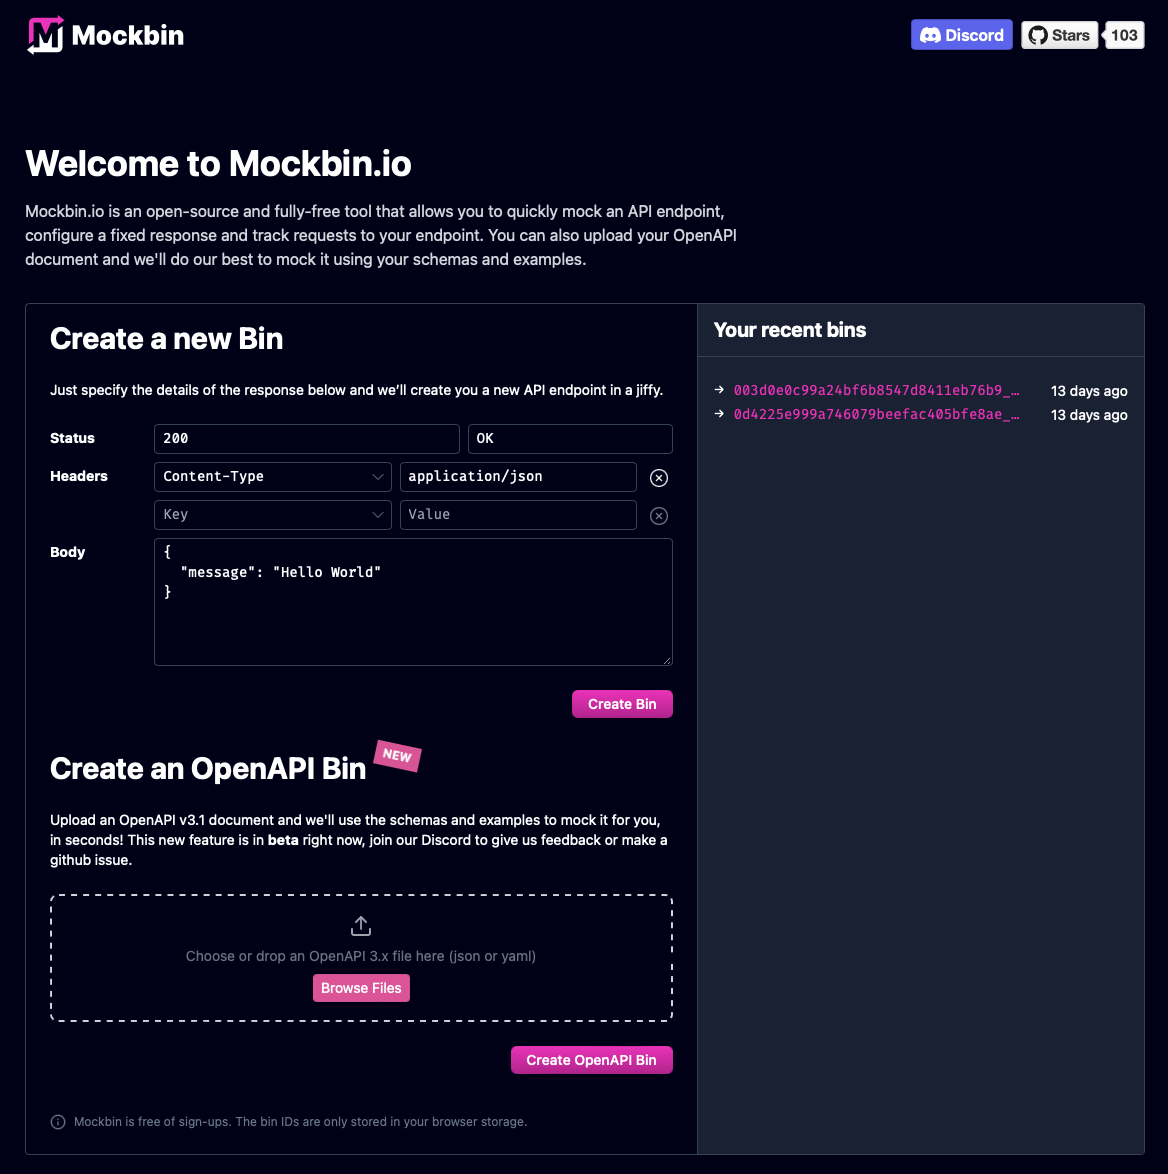 Mockbin
Discord
Stars
103
Welcome to Mockbin.io
Mockbin.io is an open-source and fully-free tool that allows you to quickly mock an API endpoint,
configure a fixed response and track requests to your endpoint. You can also upload your OpenAPI
document and we'll do our best to mock it using your schemas and examples.
Create a new Bin
Just specify the details of the response below and we’ll create you a new API endpoint in a jiffy.
Status
200
OK
Headers
Content-Type
application/json
Key
Value
Body
{
"message": "Hello World"
}
Create Bin
Create an OpenAPI Bin
NEW
Upload an OpenAPI v3.1 document and we'll use the schemas and examples to mock it for you,
in seconds! This new feature is in beta right now, join our Discord to give us feedback or make a
github issue.
Choose or drop an OpenAPI 3.x file here (json or yaml)
Browse Files
Create OpenAPI Bin
Mockbin is free of sign-ups. The bin IDs are only stored in your browser storage.
Your recent bins
→ 003d0e0c99a24bf6b8547d8411eb76b9_… 13 days ago
→ 0d4225e999a746079beefac405bfe8ae_… 13 days ago